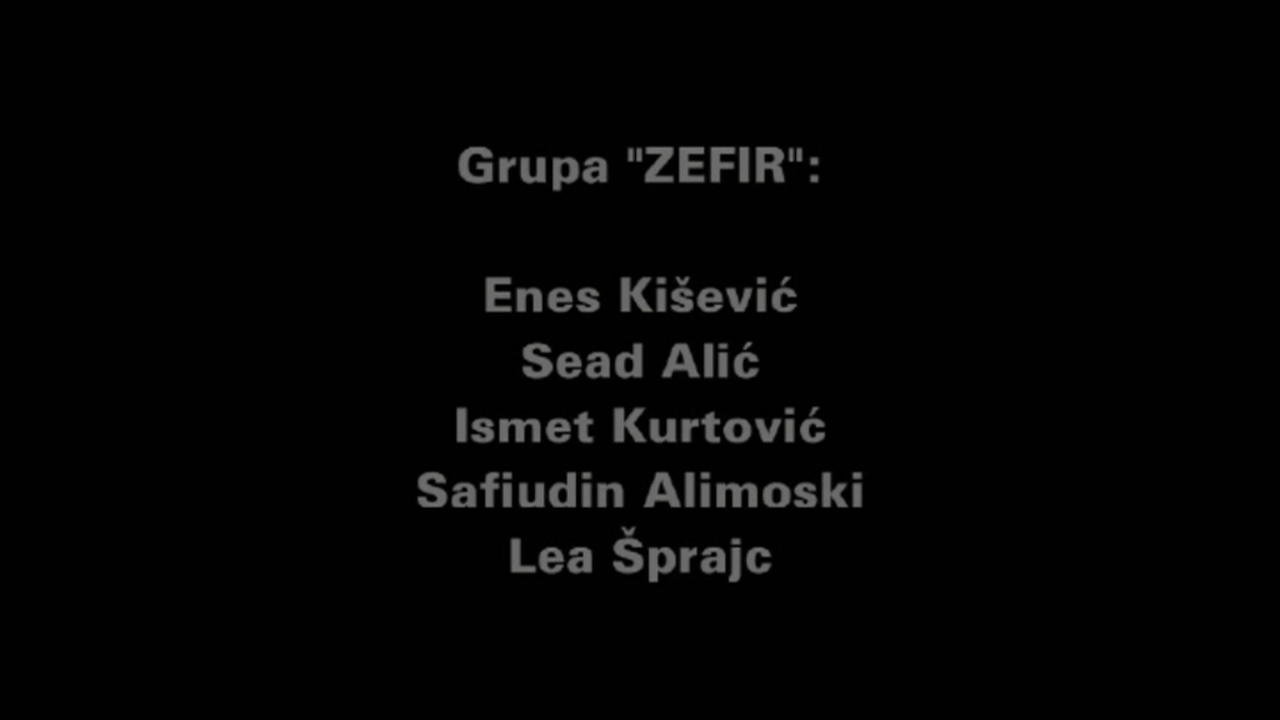 Grupa "ZEFIR":
Enes Kišević
Sead Alić
Ismet Kurtović
Safiudin Alimoski
Lea Šprajc